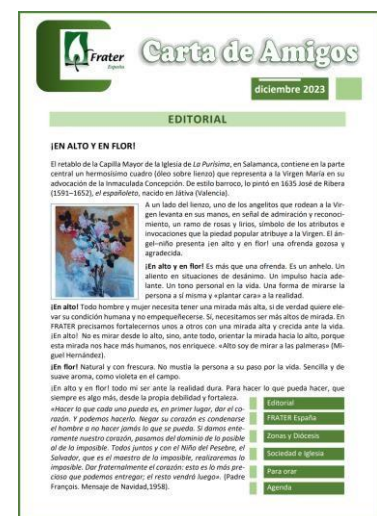 Frater
España
Carta de Amigos
diciembre 2023
EDITORIAL
¡EN ALTO Y EN FLOR!
El retablo de la Capilla Mayor de la Iglesia de La Purísima, en Salamanca, contiene en la parte
central un hermosísimo cuadro (óleo sobre lienzo) que representa a la Virgen María en su
advocación de la Inmaculada Concepción. De estilo barroco, lo pintó en 1635 José de Ribera
(1591–1652), el españoleto, nacido en Játiva (Valencia).
A un lado del lienzo, uno de los angelitos que rodean a la Vir-
gen levanta en sus manos, en señal de admiración y reconoci-
miento, un ramo de rosas y lirios, símbolo de los atributos e
invocaciones que la piedad popular atribuye a la Virgen. El án-
gel–niño presenta ¡en alto y en flor! una ofrenda gozosa y
agradecida.
¡En alto y en flor! Es más que una ofrenda. Es un anhelo. Un
aliento en situaciones de desánimo. Un impulso hacia ade-
lante. Un tono personal en la vida. Una forma de mirarse la
persona a sí misma y «plantar cara» a la realidad.
¡En alto! Todo hombre y mujer necesita tener una mirada más alta, si de verdad quiere ele-
var su condición humana y no empequeñecerse. Sí, necesitamos ser más altos de mirada. En
FRATER precisamos fortalecernos unos a otros con una mirada alta y crecida ante la vida.
¡En alto! No es mirar desde lo alto, sino, ante todo, orientar la mirada hacia lo alto, porque
esta mirada nos hace más humanos, nos enriquece. «Alto soy de mirar a las palmeras» (Mi-
guel Hernández).
¡En flor! Natural y con frescura. No mustia la persona a su paso por la vida. Sencilla y de
suave aroma, como violeta en el campo.
¡En alto y en flor! todo mi ser ante la realidad dura. Para hacer lo que pueda hacer, que
siempre es algo más, desde la propia debilidad y fortaleza.
«Hacer lo que cada uno pueda es, en primer lugar, dar el co-
razón. Y podemos hacerlo. Negar su corazón es condenarse
el hombre a no hacer jamás lo que se pueda. Si damos ente-
ramente nuestro corazón, pasamos del dominio de lo posible
al de lo imposible. Todos juntos y con el Niño del Pesebre, el
Salvador, que es el maestro de lo imposible, realizaremos lo
imposible. Dar fraternalmente el corazón: esto es lo más pre-
cioso que podemos entregar; el resto vendrá luego». (Padre
François. Mensaje de Navidad,1958).
Editorial
FRATER España
Zonas y Diócesis
Sociedad e Iglesia
Para orar
Agenda